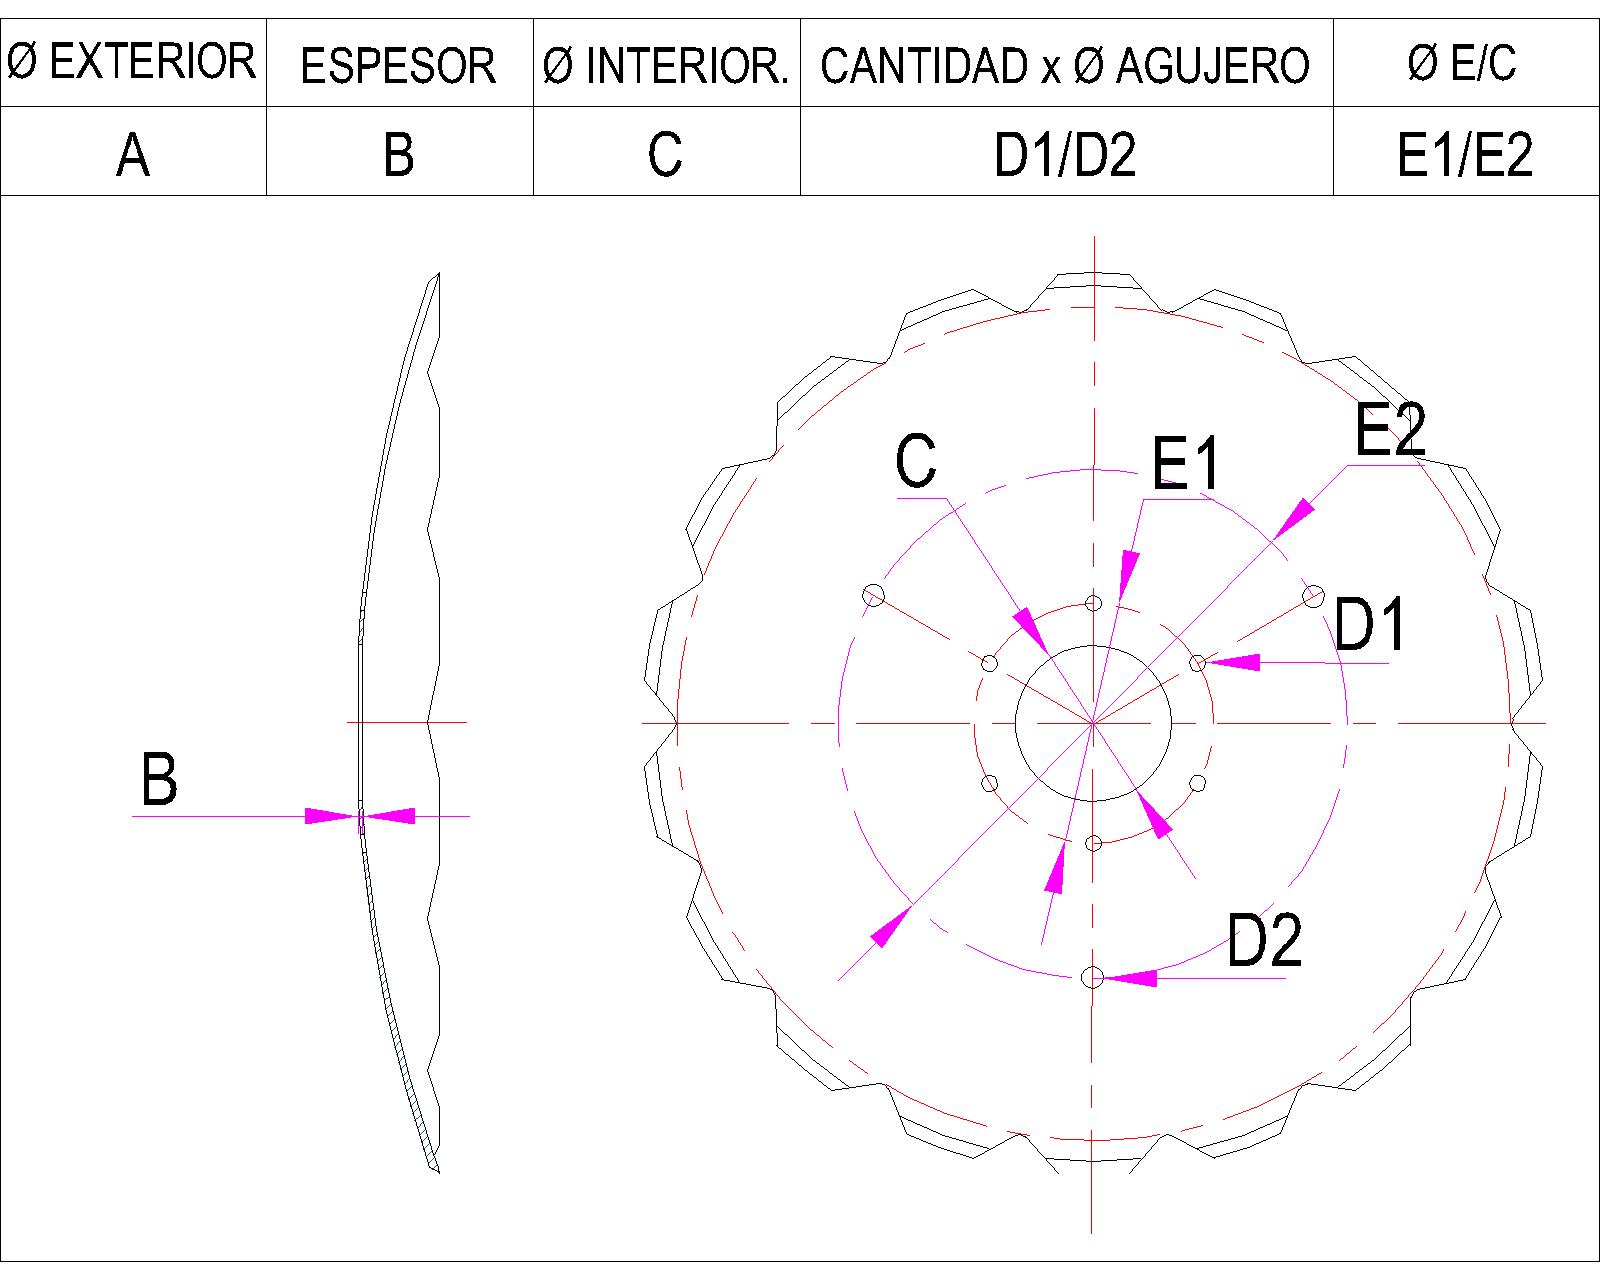 Ø EXTERIOR ESPESOR Ø INTERIOR. CANTIDAD x Ø AGUJERO Ø E/C
A B C D1/D2 E1/E2
E2
C E1
D1
B
D2